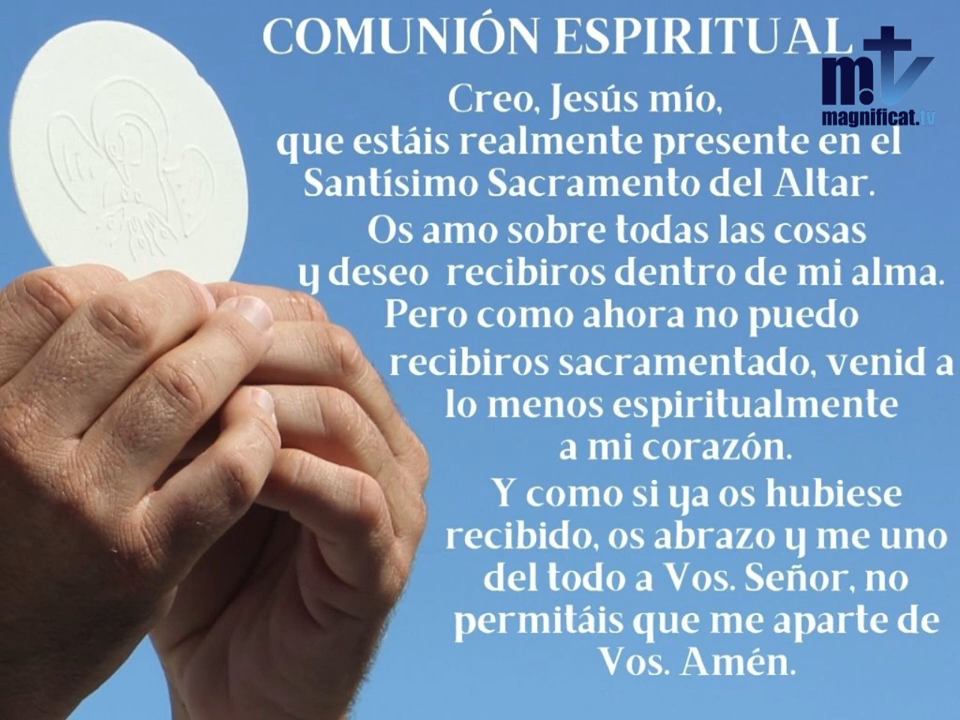 COMUNIÓN ESPIRITUAL
m.tv
magnificat.tv
Creo, Jesús mío,
que estáis realmente presente en el
Santísimo Sacramento del Altar.
Os amo sobre todas las cosas
y deseo recibiros dentro de mi alma.
Pero como ahora no puedo
recibiros sacramentado, venid a
lo menos espiritualmente
a mi corazón.
Y como si ya os hubiese
recibido, os abrazo y me uno
del todo a Vos. Señor, no
permitáis que me aparte de
Vos. Amén.